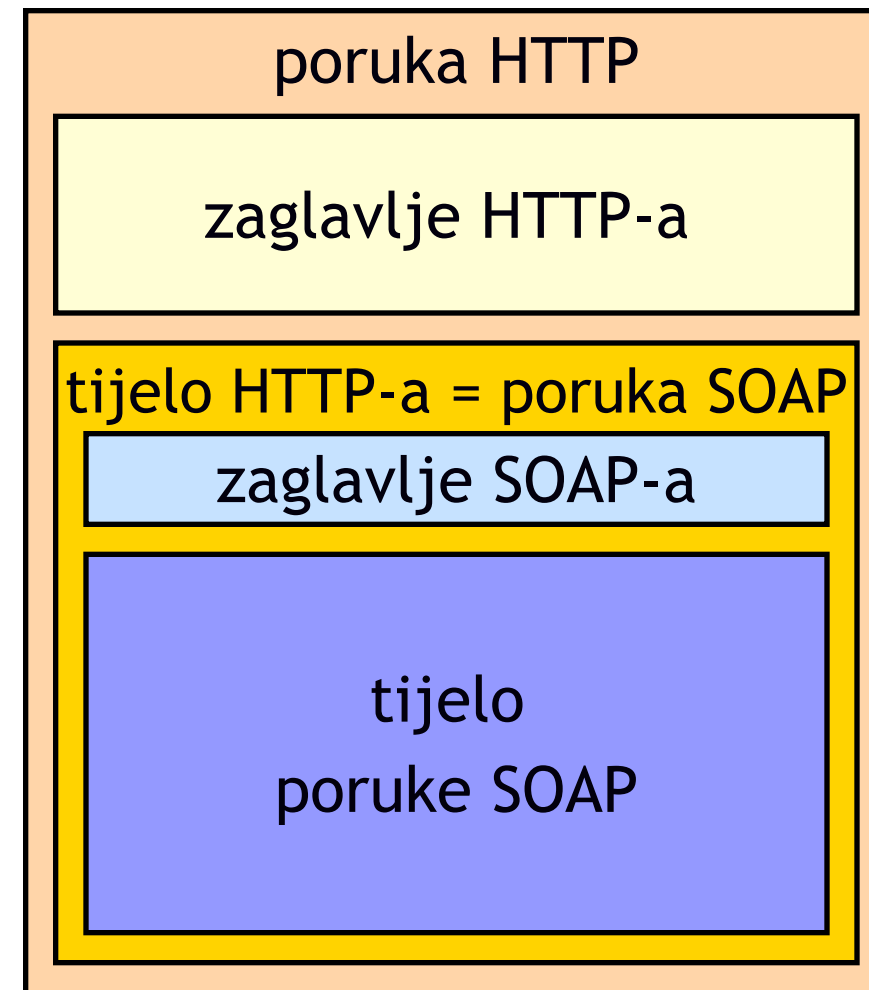 poruka HTTP
zaglavlje HTTP-a
tijelo HTTP-a = poruka SOAP
zaglavlje SOAP-a
tijelo
poruke SOAP